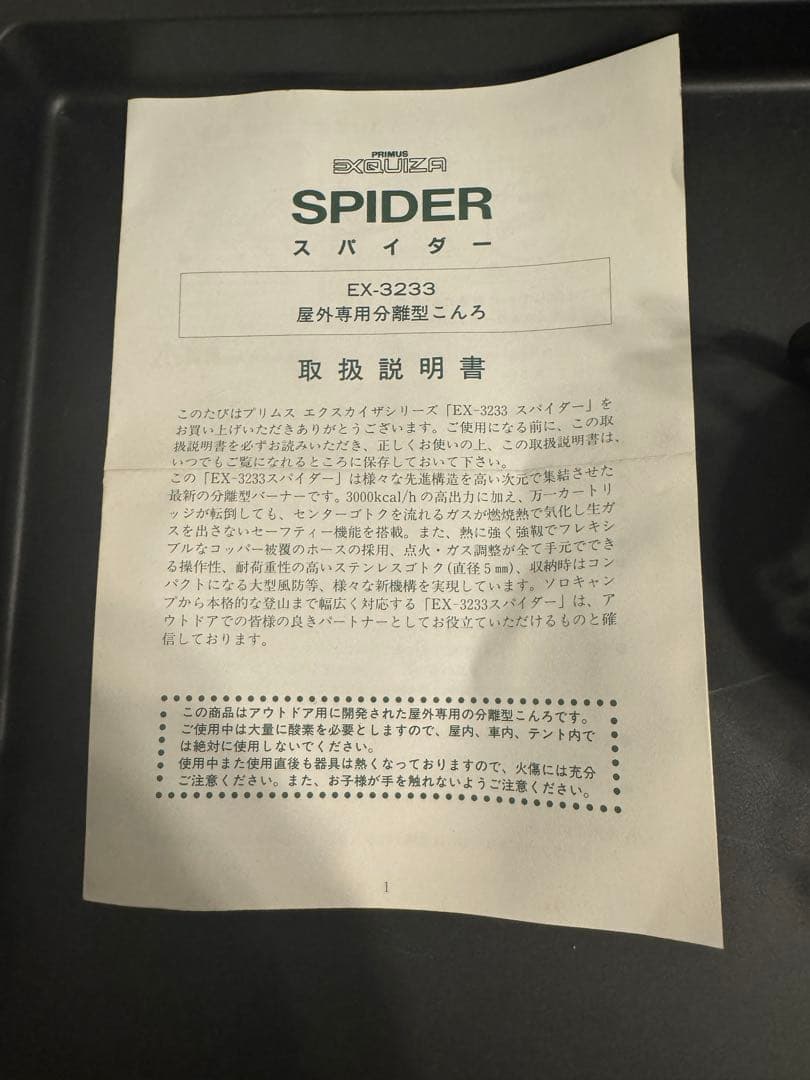 PRIMUS
EXQUIZA
SPIDER
スパイダー
EX-3233
屋外専用分離型こんろ
取扱説明書
このたびはプリムス エクスカイザシリーズ「EX-3233 スパイダー」を
お買い上げいただきありがとうございます。ご使用になる前に、この取
扱説明書を必ずお読みいただき、正しくお使いの上、この取扱説明書は、
いつでもご覧になれるところに保存しておいて下さい。
この「EX-3233スパイダー」は様々な先進構造を高い次元で集結させた
最新の分離型バーナーです。3000kcal/hの高出力に加え、万一カートリ
ッジが転倒しても、センターゴトクを流れるガスが燃焼熱で気化し生ガ
スを出さないセーフティー機能を搭載。また、熱に強く強靱でフレキシ
ブルなコッパー被覆のホースの採用、点火・ガス調整が全て手元ででき
る操作性、耐荷重性の高いステンレスゴトク(直径5㎜)、収納時はコン
パクトになる大型風防等、様々な新機構を実現しています。ソロキャン
プから本格的な登山まで幅広く対応する「EX-3233スパイダー」は、ア
ウトドアでの皆様の良きパートナーとしてお役立ていただけるものと確
信しております。
この商品はアウトドア用に開発された屋外専用の分離型こんろです。
ご使用中は大量に酸素を必要としますので、屋内、車内、テント内で
は絶対に使用しないでください。
使用中また使用直後も器具は熱くなっておりますので、火傷には充分
ご注意ください。また、お子様が手を触れないようご注意ください。
1